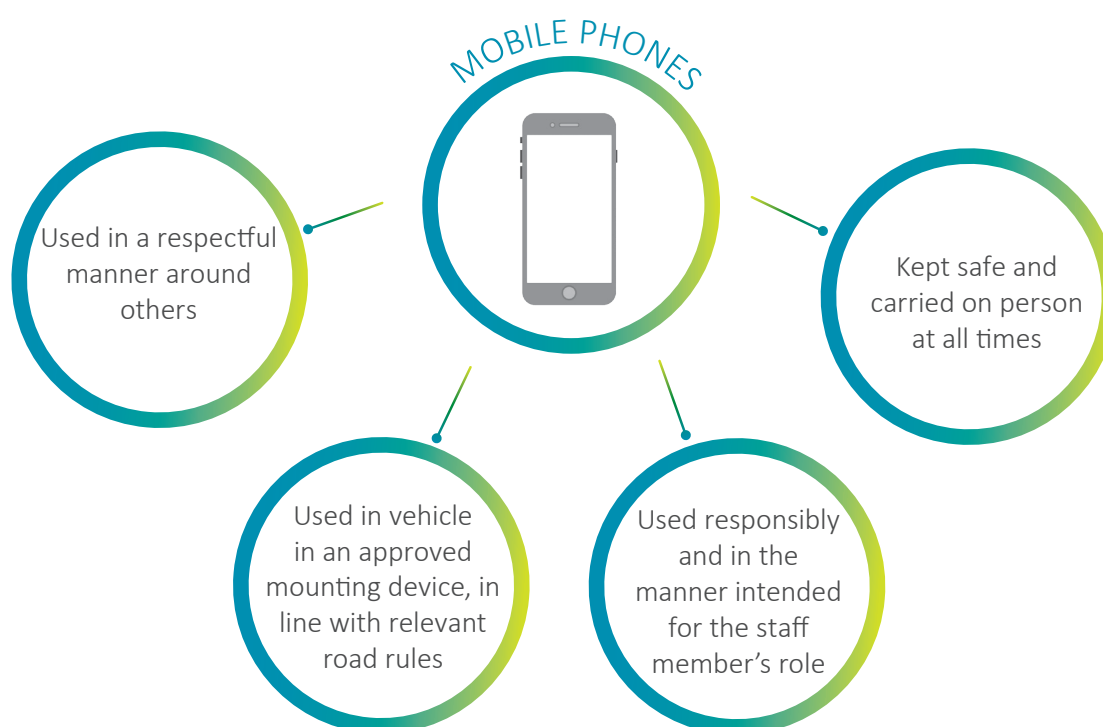 MOBILE PHONES
Used in a respectful
manner around
others
Kept safe and
carried on person
at all times
Used in vehicle
in an approved
mounting device, in
line with relevant
road rules
Used responsibly
and in the
manner intended
for the staff
member’s role